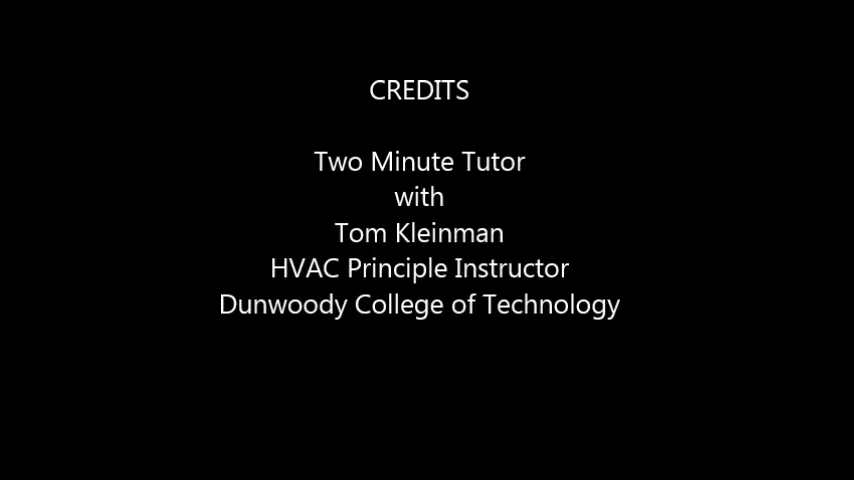 CREDITS
Two Minute Tutor
with
Tom Kleinman
HVAC Principle Instructor
Dunwoody College of Technology